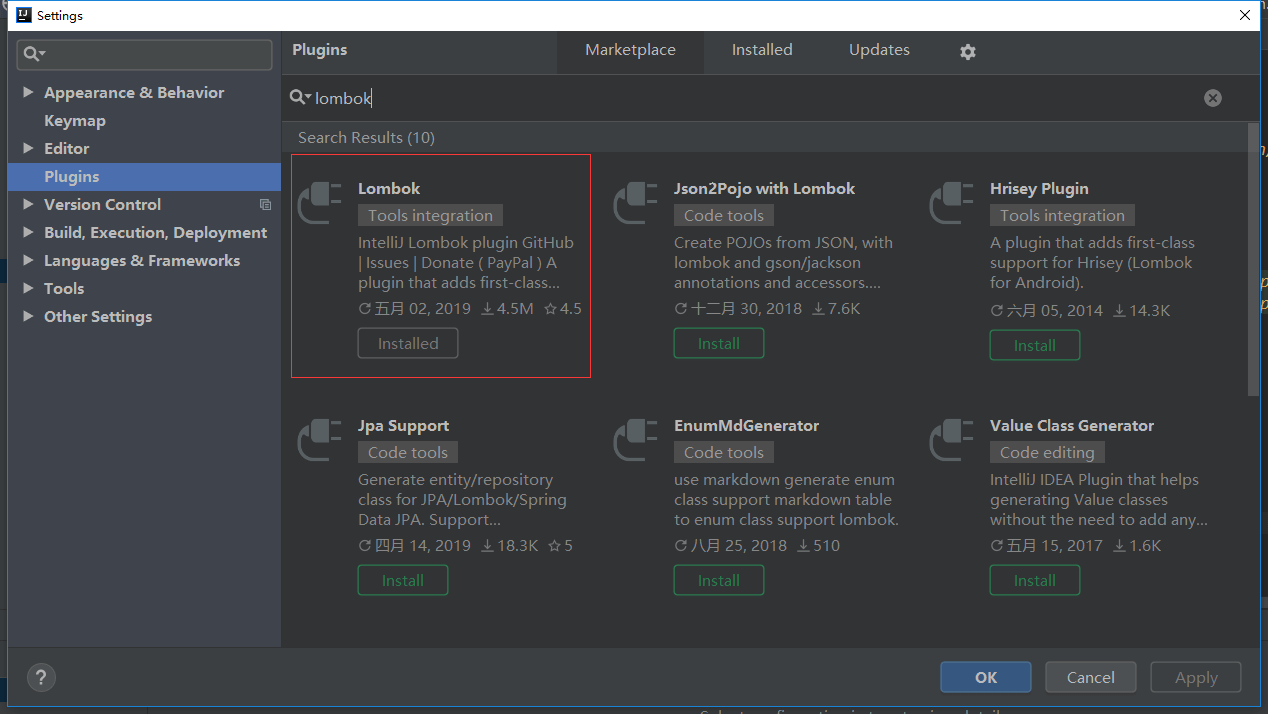 Settings
Plugins
Marketplace
Installed
Updates
Appearance & Behavior
Keymap
Editor
Plugins
Version Control
Build, Execution, Deployment
Languages & Frameworks
Tools
Other Settings
lombok
Search Results (10)
Lombok
Tools integration
IntelliJ Lombok plugin GitHub
| Issues | Donate ( PayPal ) A
plugin that adds first-class...
五月 02, 2019 4.5M 4.5
Installed
Json2Pojo with Lombok
Code tools
Create POJOs from JSON, with
lombok and gson/jackson
annotations and accessors....
十二月 30, 2018 7.6K
Install
Hrisey Plugin
Tools integration
A plugin that adds first-class
support for Hrisey (Lombok
for Android).
六月 05, 2014 14.3K
Install
Jpa Support
Code tools
Generate entity/repository
class for JPA/Lombok/Spring
Data JPA. Support...
四月 14, 2019 18.3K 5
Install
EnumMdGenerator
Code tools
use markdown generate enum
class support markdown table
to enum class support lombok.
八月 25, 2018 510
Install
Value Class Generator
Code editing
IntelliJ IDEA Plugin that helps
generating Value classes
without the need to add any...
五月 15, 2017 1.6K
Install
?
OK
Cancel
Apply